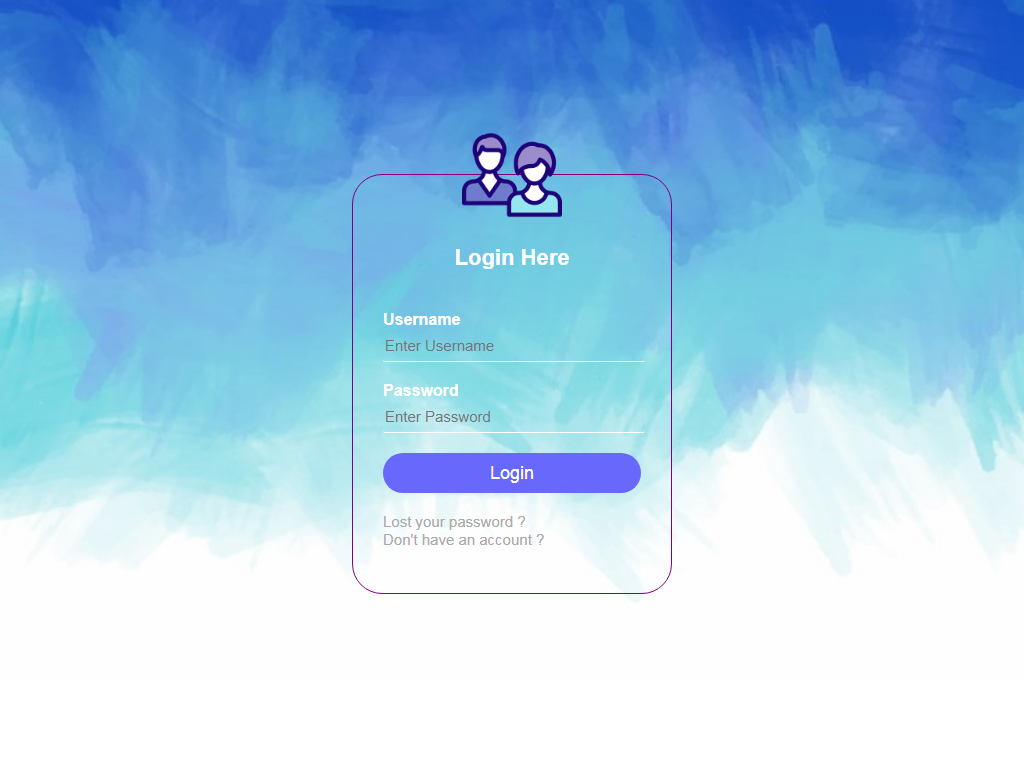 Login Here
Username
Enter Username
Password
Enter Password
Login
Lost your password ?
Don't have an account ?